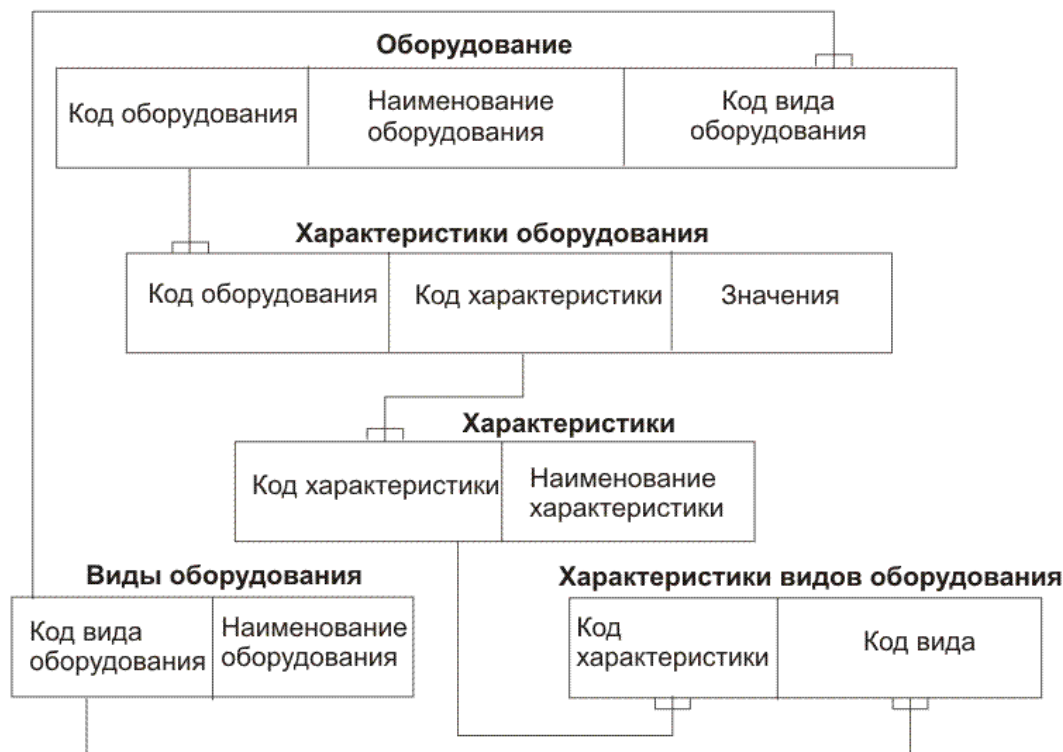 Оборудование
Код оборудования
Наименование
оборудования
Код вида
оборудования
Характеристики оборудования
Код оборудования
Код характеристики
Значения
Характеристики
Код характеристики
Наименование
характеристики
Виды оборудования
Код вида
оборудования
Наименование
оборудования
Характеристики видов оборудования
Код
характеристики
Код вида